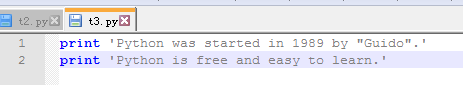 t2.py t3.py
1 print 'Python was started in 1989 by "Guido".'
2 print 'Python is free and easy to learn.'